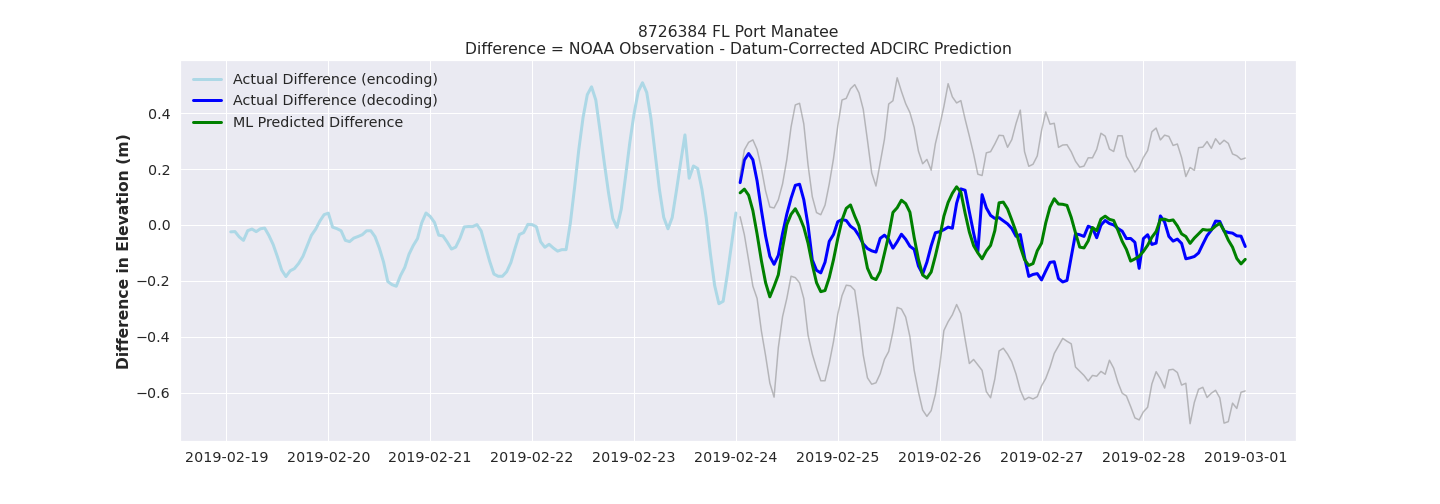 8726384 FL Port Manatee
Difference = NOAA Observation - Datum-Corrected ADCIRC Prediction
Actual Difference (encoding)
Actual Difference (decoding)
ML Predicted Difference
Difference in Elevation (m)
0.4
0.2
0.0
−0.2
−0.4
−0.6
2019-02-19 2019-02-20 2019-02-21 2019-02-22 2019-02-23 2019-02-24 2019-02-25 2019-02-26 2019-02-27 2019-02-28 2019-03-01